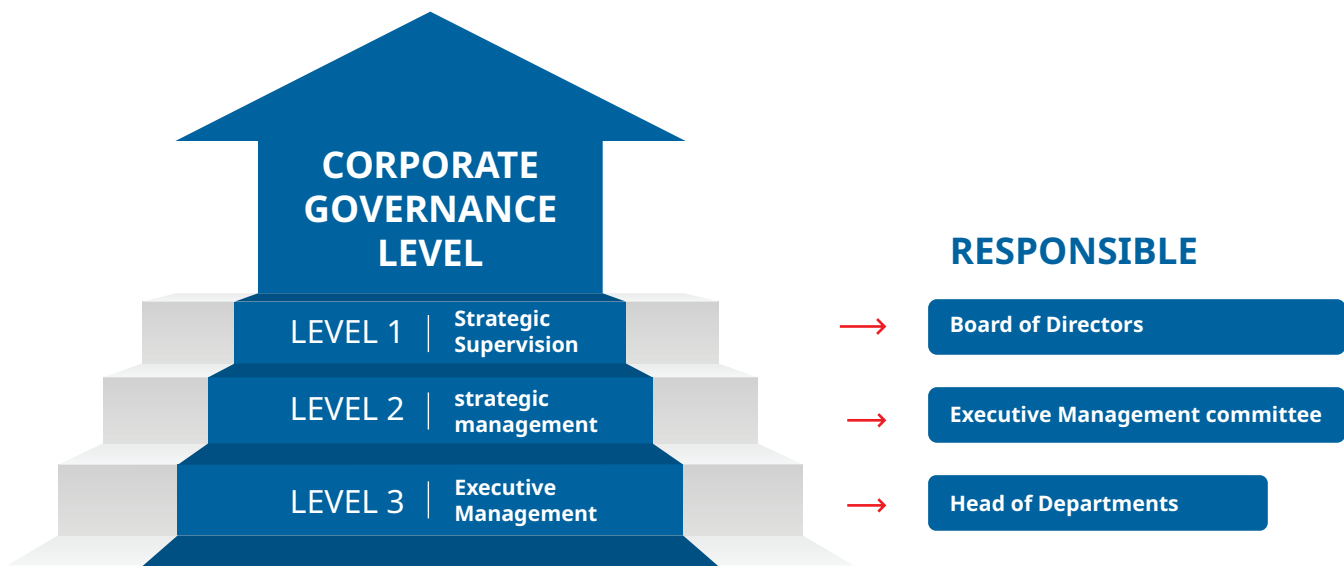 CORPORATE
GOVERNANCE
LEVEL
RESPONSIBLE
LEVEL 1
Strategic
Supervision
Board of Directors
LEVEL 2
strategic
management
Executive Management committee
LEVEL 3
Executive
Management
Head of Departments